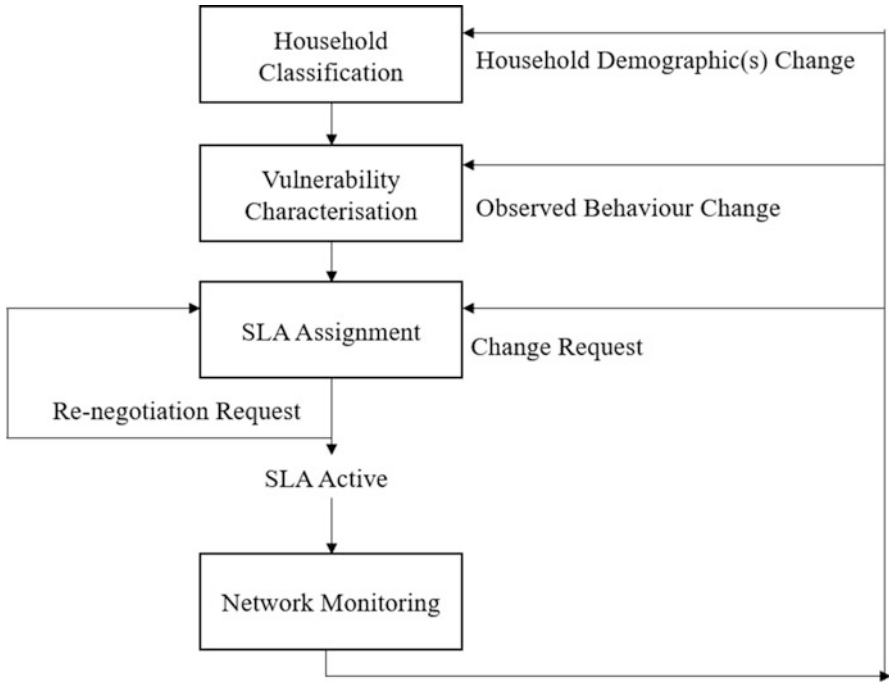 Household
Classification
Household Demographic(s) Change
Vulnerability
Characterisation
Observed Behaviour Change
SLA Assignment
Change Request
Re-negotiation Request
SLA Active
Network Monitoring